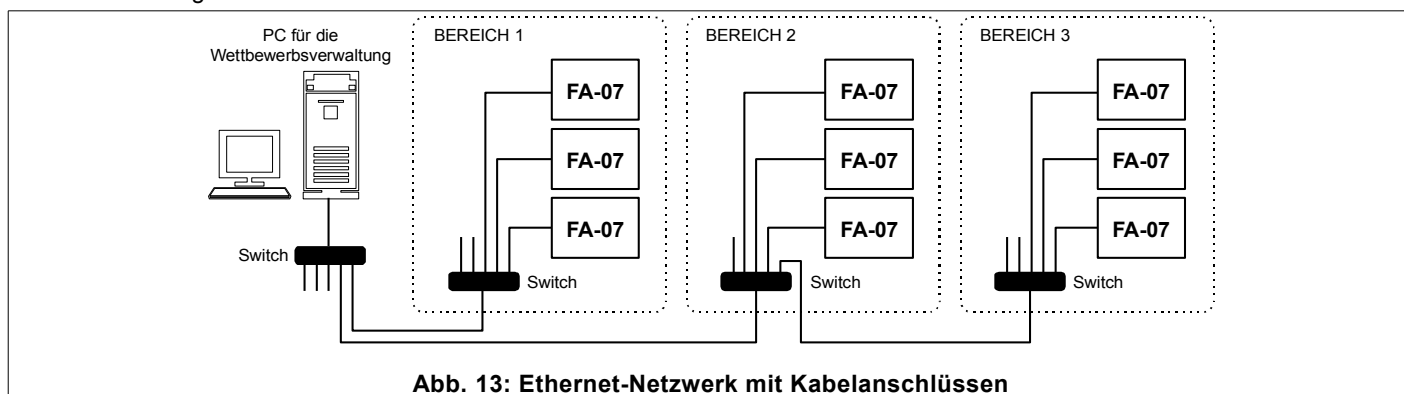 PC für die
Wettbewerbsverwaltung
Switch
BEREICH 1
FA-07
FA-07
FA-07
Switch
BEREICH 2
FA-07
FA-07
FA-07
Switch
BEREICH 3
FA-07
FA-07
FA-07
Switch
Abb. 13: Ethernet-Netzwerk mit Kabelanschlüssen